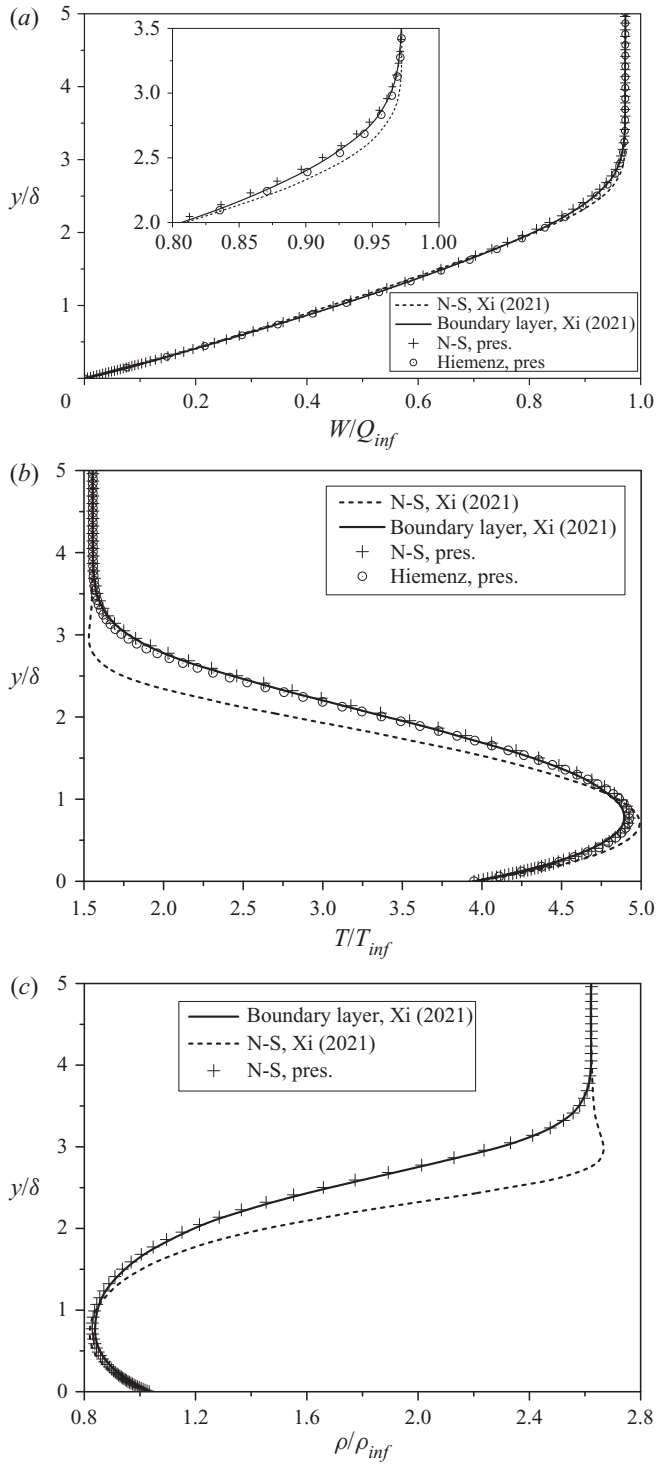 (a)
3.5
3.0
2.5
2.0
0.80 0.85 0.90 0.95 1.00
5
4
3
y/δ
2
1
0 0.2 0.4 0.6 0.8 1.0
W/Q_inf
N-S, Xi (2021)
Boundary layer, Xi (2021)
N-S, pres.
Hiemenz, pres
(b)
5
4
3
y/δ
2
1
0
1.5 2.0 2.5 3.0 3.5 4.0 4.5 5.0
T/T_inf
N-S, Xi (2021)
Boundary layer, Xi (2021)
N-S, pres.
Hiemenz, pres.
(c)
5
4
3
y/δ
2
1
0
0.8 1.2 1.6 2.0 2.4 2.8
ρ/ρ_inf
Boundary layer, Xi (2021)
N-S, Xi (2021)
N-S, pres.